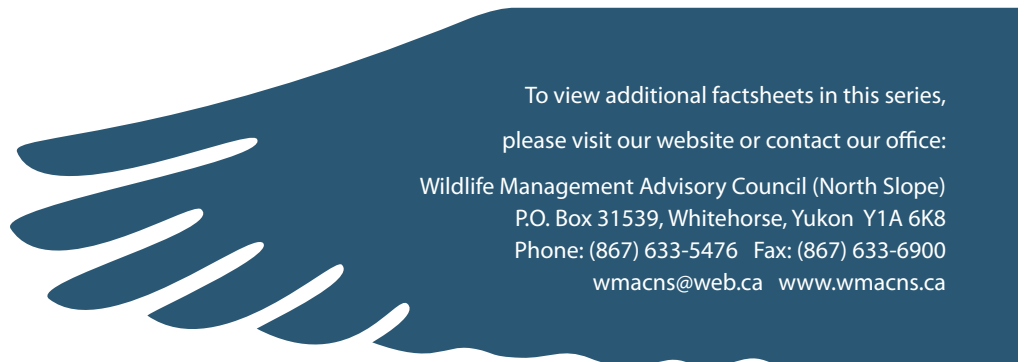 To view additional factsheets in this series,
please visit our website or contact our office:
Wildlife Management Advisory Council (North Slope)
P.O. Box 31539, Whitehorse, Yukon  Y1A 6K8
Phone: (867) 633-5476   Fax: (867) 633-6900
wmacns@web.ca   www.wmacns.ca